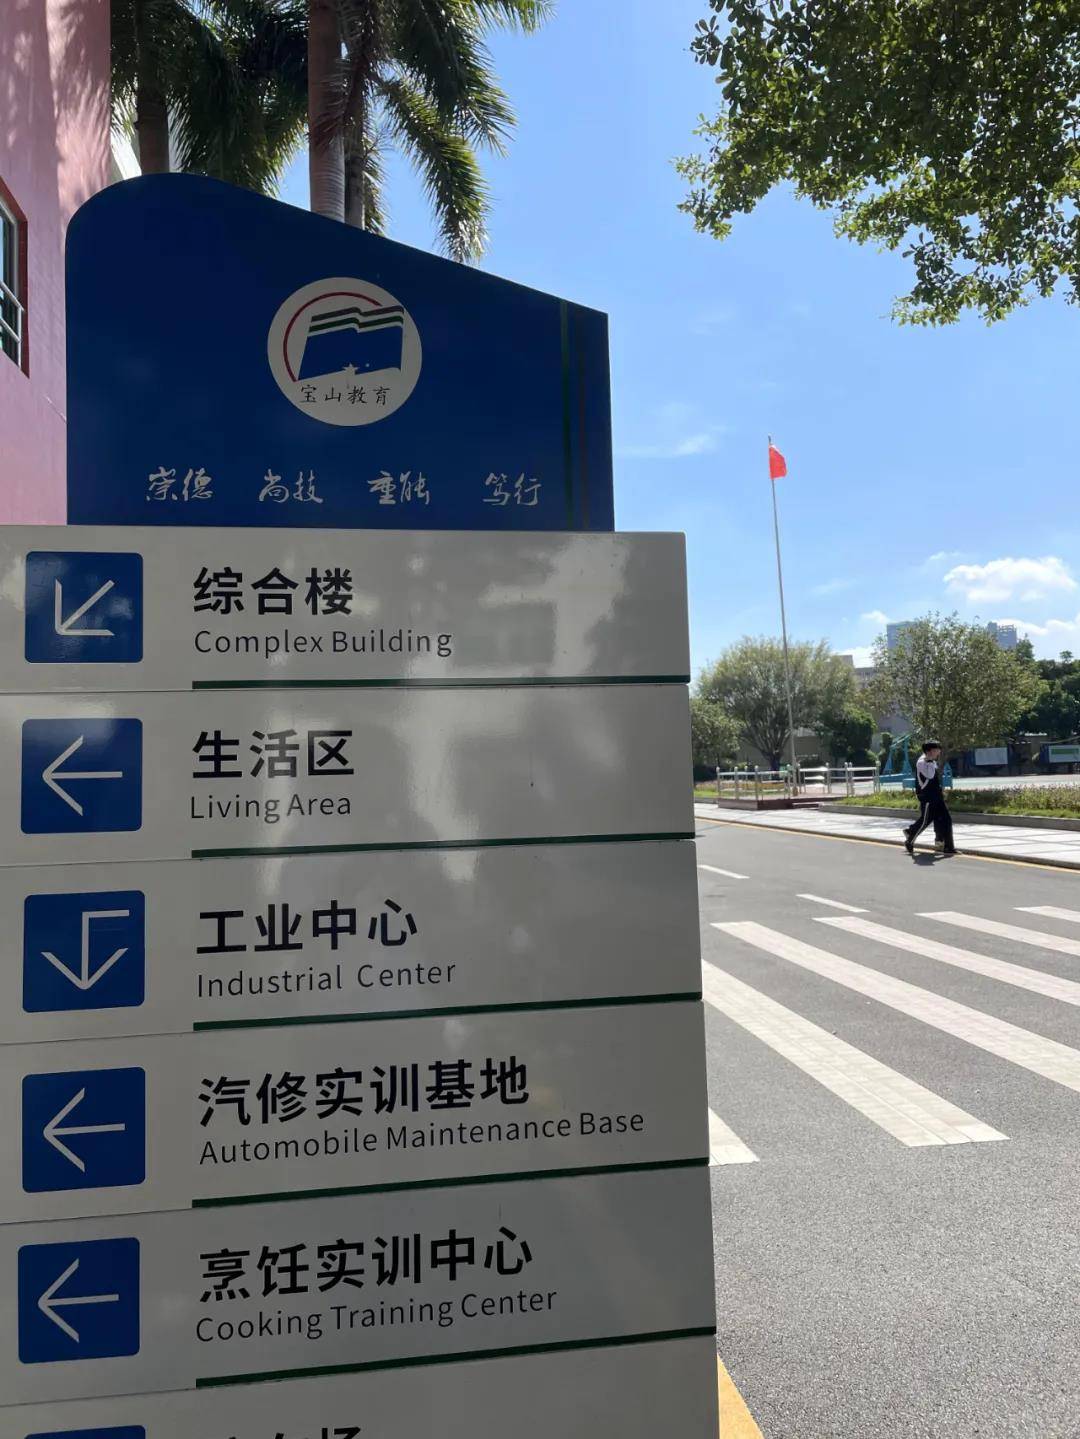 宝山教育
崇德 尚技 重能 笃行
综合楼
Complex Building
生活区
Living Area
工业中心
Industrial Center
汽修实训基地
Automobile Maintenance Base
烹饪实训中心
Cooking Training Center